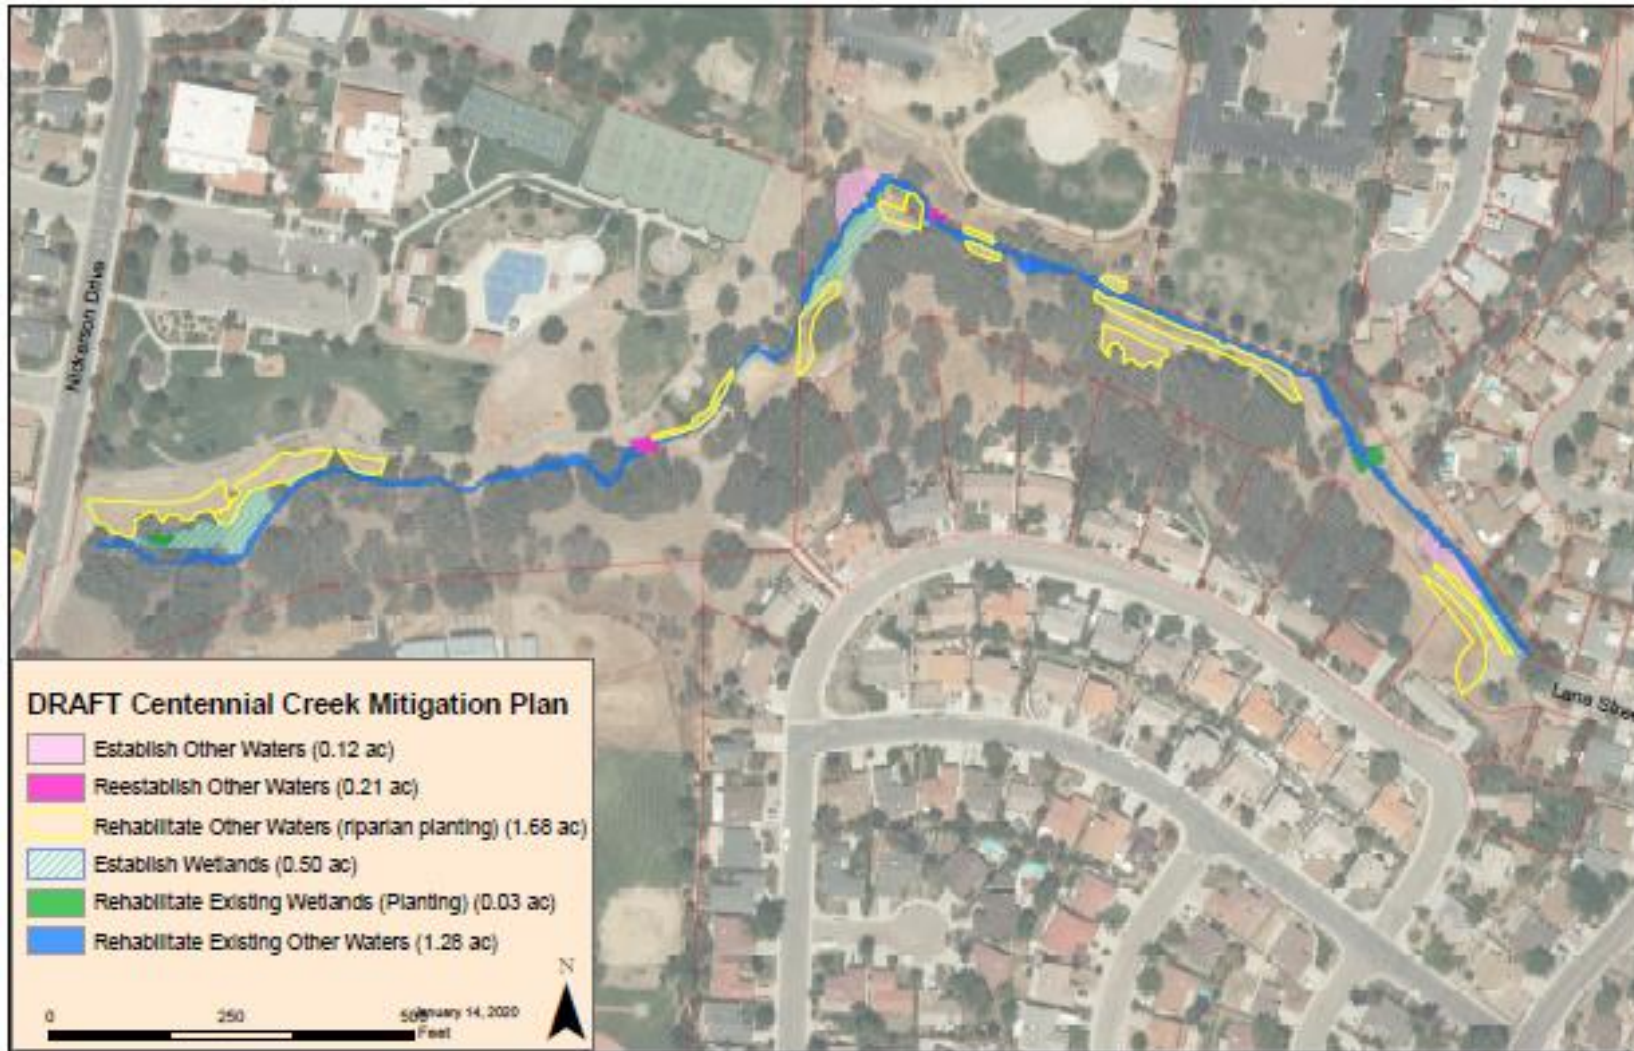 Nickerson Drive
Lana Stree
DRAFT Centennial Creek Mitigation Plan
Establish Other Waters (0.12 ac)
Reestablish Other Waters (0.21 ac)
Rehabilitate Other Waters (riparian planting) (1.68 ac)
Establish Wetlands (0.50 ac)
Rehabilitate Existing Wetlands (Planting) (0.03 ac)
Rehabilitate Existing Other Waters (1.28 ac)
N
0 250 500 January 14, 2020
Feet